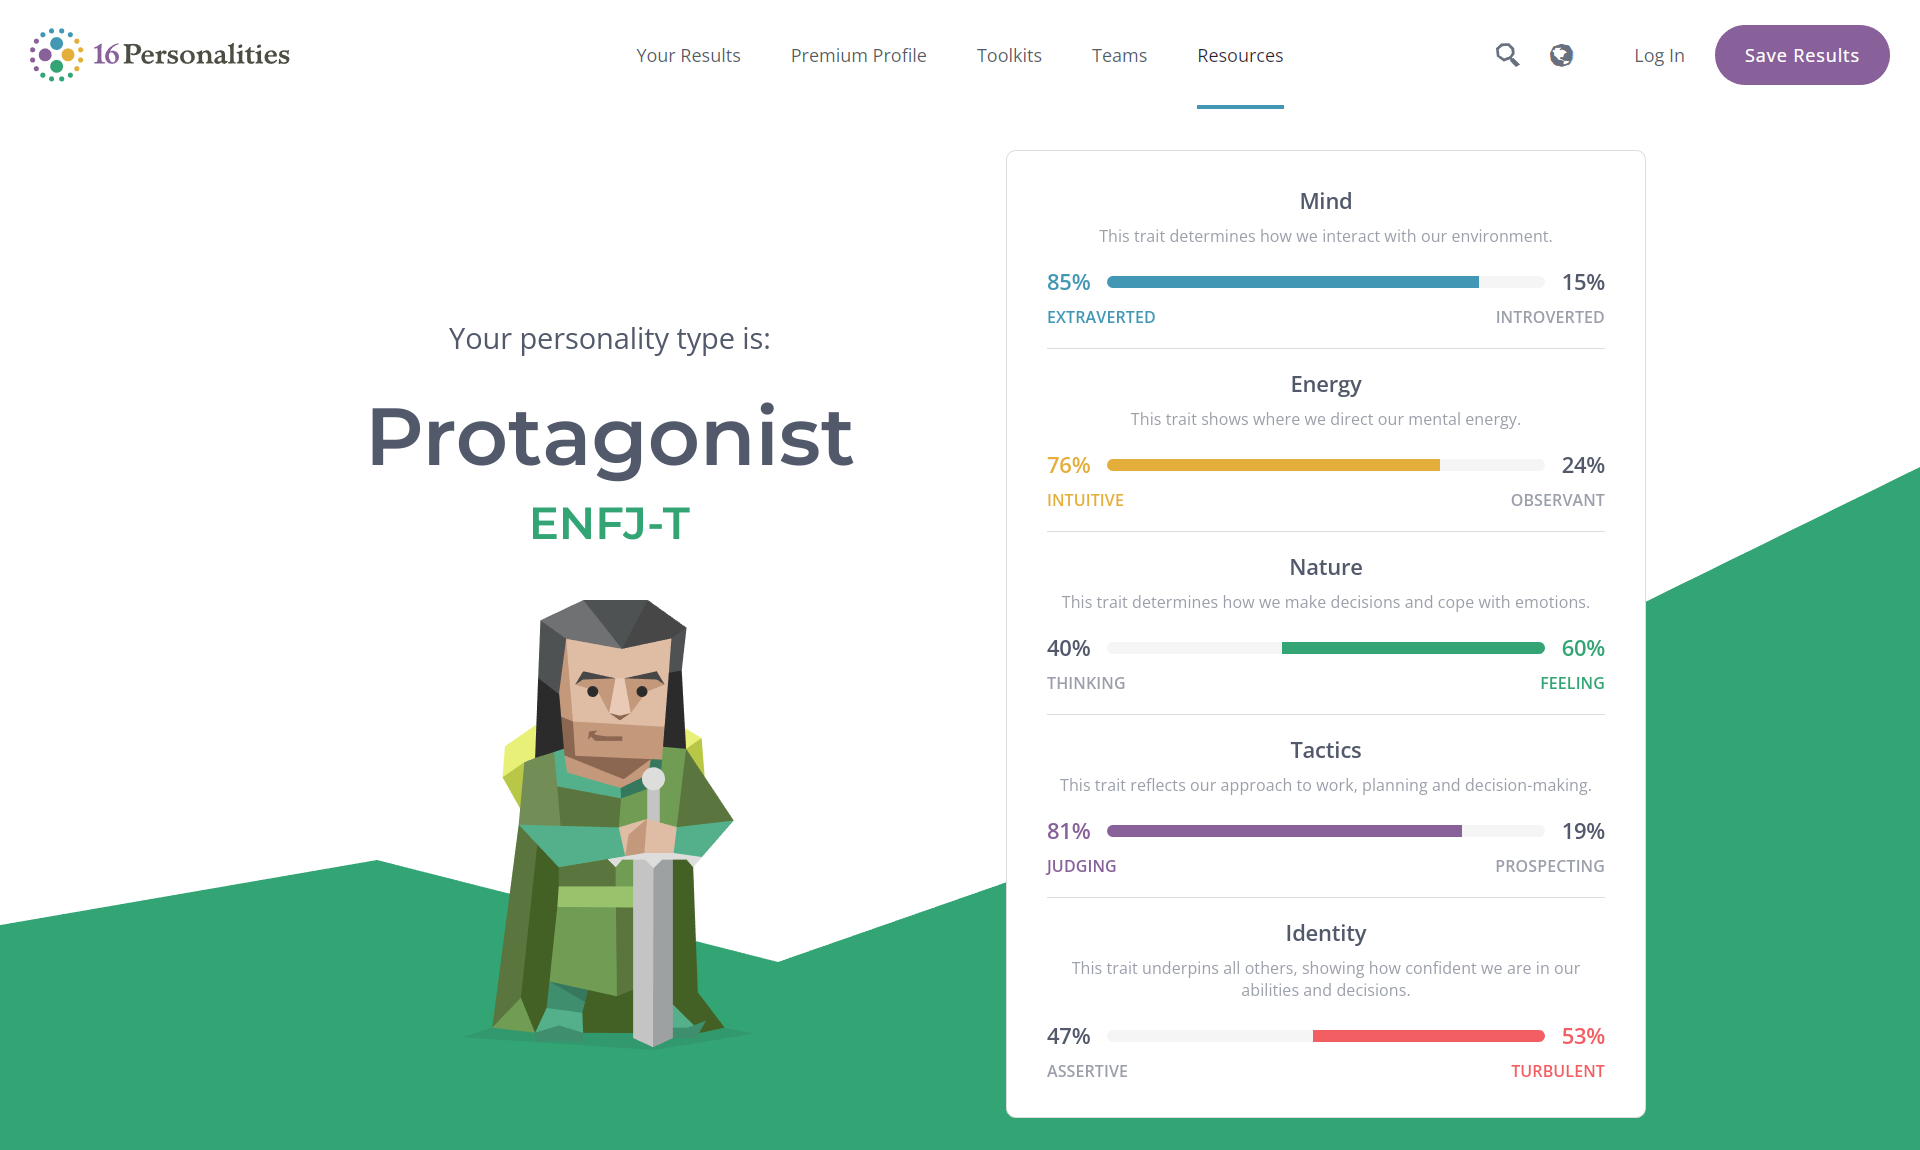 16Personalities
Your Results
Premium Profile
Toolkits
Teams
Resources
Log In
Save Results
Your personality type is:
Protagonist
ENFJ-T
Mind
This trait determines how we interact with our environment.
85% 15%
EXTRAVERTED INTROVERTED
Energy
This trait shows where we direct our mental energy.
76% 24%
INTUITIVE OBSERVANT
Nature
This trait determines how we make decisions and cope with emotions.
40% 60%
THINKING FEELING
Tactics
This trait reflects our approach to work, planning and decision-making.
81% 19%
JUDGING PROSPECTING
Identity
This trait underpins all others, showing how confident we are in our
abilities and decisions.
47% 53%
ASSERTIVE TURBULENT